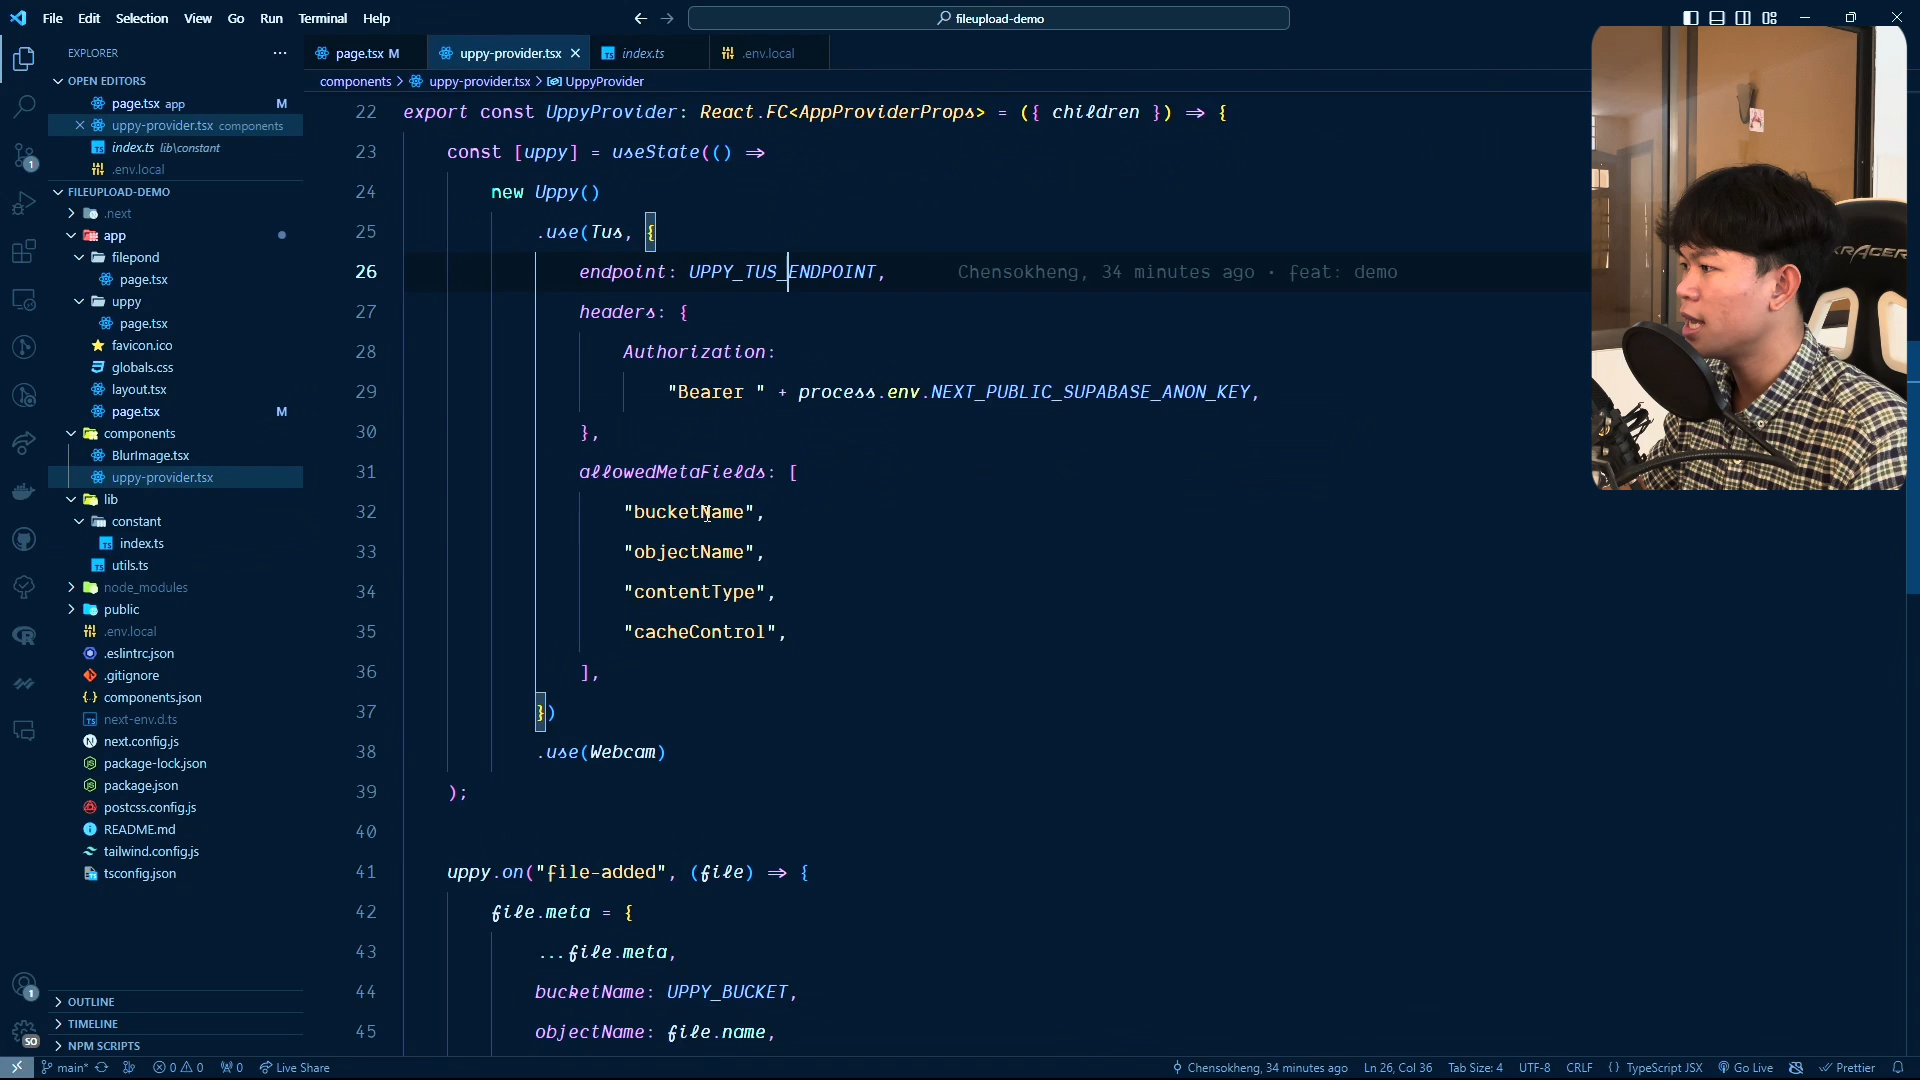 File Edit Selection View Go Run Terminal Help
fileupload-demo
EXPLORER
OPEN EDITORS
page.tsx app M
uppy-provider.tsx components
index.ts lib\constant
.env.local
FILEUPLOAD-DEMO
.next
app
filepond
page.tsx
uppy
page.tsx
favicon.ico
globals.css
layout.tsx
page.tsx M
components
BlurImage.tsx
uppy-provider.tsx
lib
constant
index.ts
utils.ts
node_modules
public
.env.local
.eslintrc.json
.gitignore
components.json
next-env.d.ts
next.config.js
package-lock.json
package.json
postcss.config.js
README.md
tailwind.config.js
tsconfig.json
OUTLINE
TIMELINE
NPM SCRIPTS
page.tsx M uppy-provider.tsx index.ts .env.local
components > uppy-provider.tsx > UppyProvider
22 export const UppyProvider: React.FC<AppProviderProps> = ({ children }) => {
23 const [uppy] = useState(() =>
24 new Uppy()
25 .use(Tus, {
26 endpoint: UPPY_TUS_ENDPOINT, Chensokheng, 34 minutes ago • feat: demo
27 headers: {
28 Authorization:
29 "Bearer " + process.env.NEXT_PUBLIC_SUPABASE_ANON_KEY,
30 },
31 allowedMetaFields: [
32 "bucketName",
33 "objectName",
34 "contentType",
35 "cacheControl",
36 ],
37 })
38 .use(Webcam)
39 );
40
41 uppy.on("file-added", (file) => {
42 file.meta = {
43 ...file.meta,
44 bucketName: UPPY_BUCKET,
45 objectName: file.name,
KRACER
main* 0 0 0 Live Share Chensokheng, 34 minutes ago Ln 26, Col 36 Tab Size: 4 UTF-8 CRLF {} TypeScript JSX Go Live Prettier